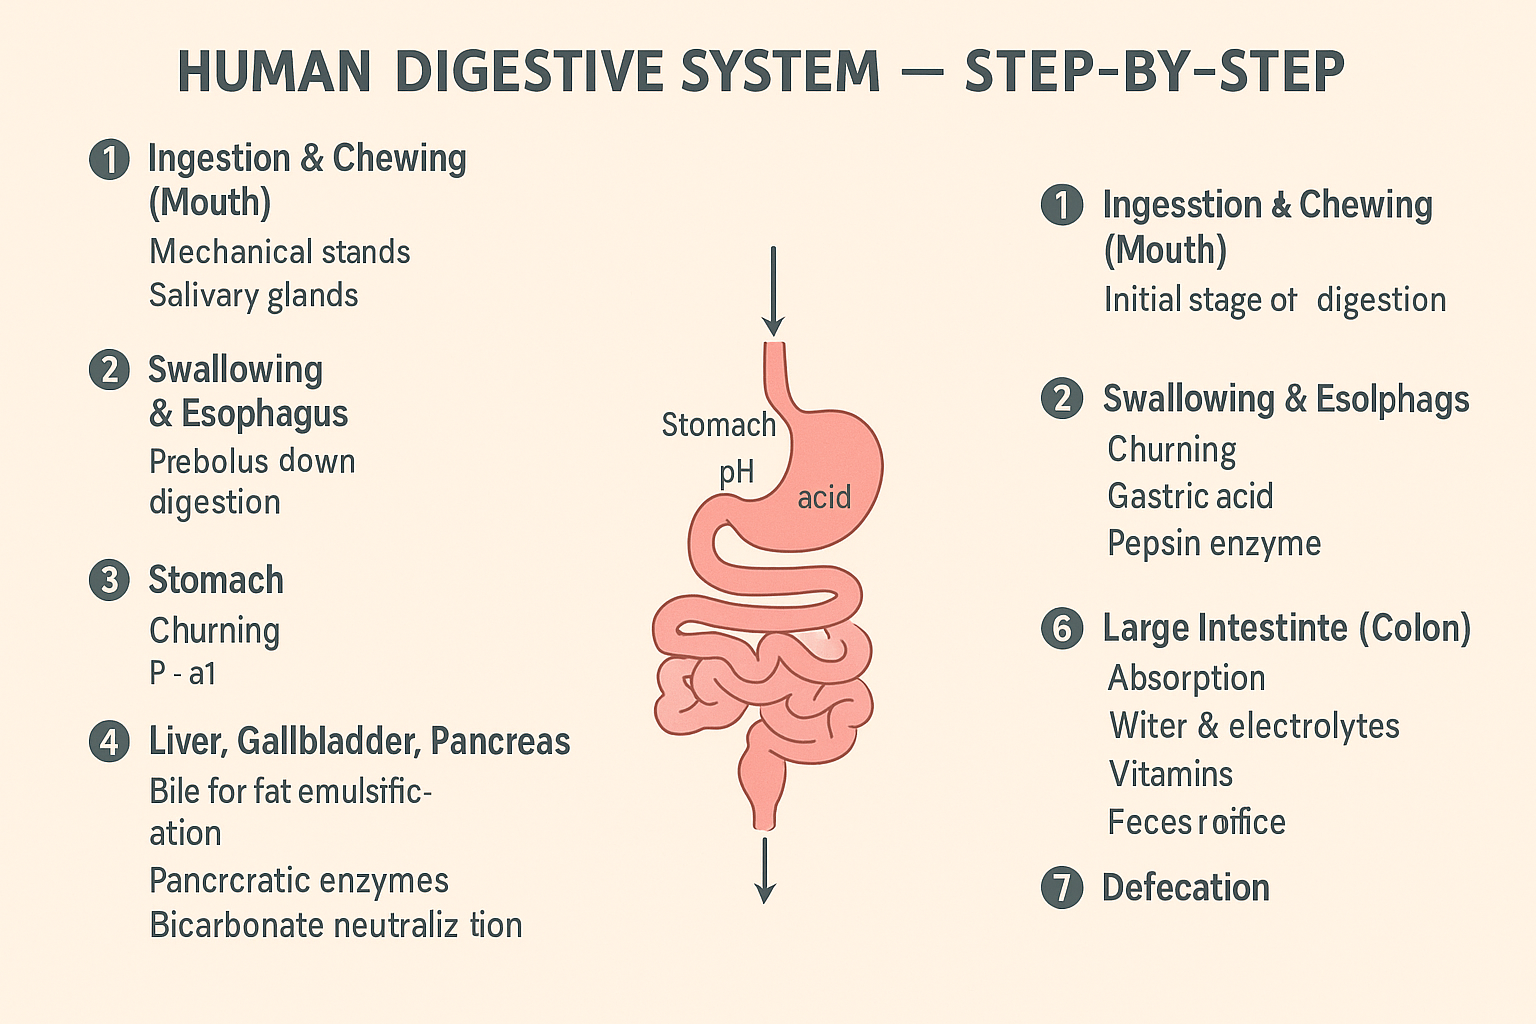 HUMAN DIGESTIVE SYSTEM — STEP-BY-STEP
1 Ingestion & Chewing
(Mouth)
Mechanical stands
Salivary glands
2 Swallowing
& Esophagus
Prebolus down
digestion
3 Stomach
Churning
P - a1
4 Liver, Gallbladder, Pancreas
Bile for fat emulsific-
ation
Pancrcratic enzymes
Bicarbonate neutraliz tion
Stomach
pH
acid
1 Ingesstion & Chewing
(Mouth)
Initial stage of digestion
2 Swallowing & Esolphags
Churning
Gastric acid
Pepsin enzyme
6 Large Intestinte (Colon)
Absorption
Witer & electrolytes
Vitamins
Feces
7 Defecation